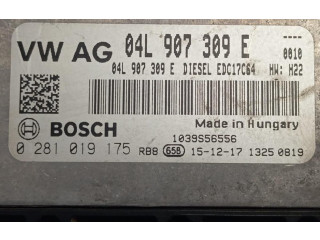 VW AG 04L 907 309 E ----
04L 907 309 E DIESEL EDC17C64 0010
HW: H22
BOSCH
Made in Hungary
1039S56556
0 281 019 175 RBB 658 15-12-17 1325 0819